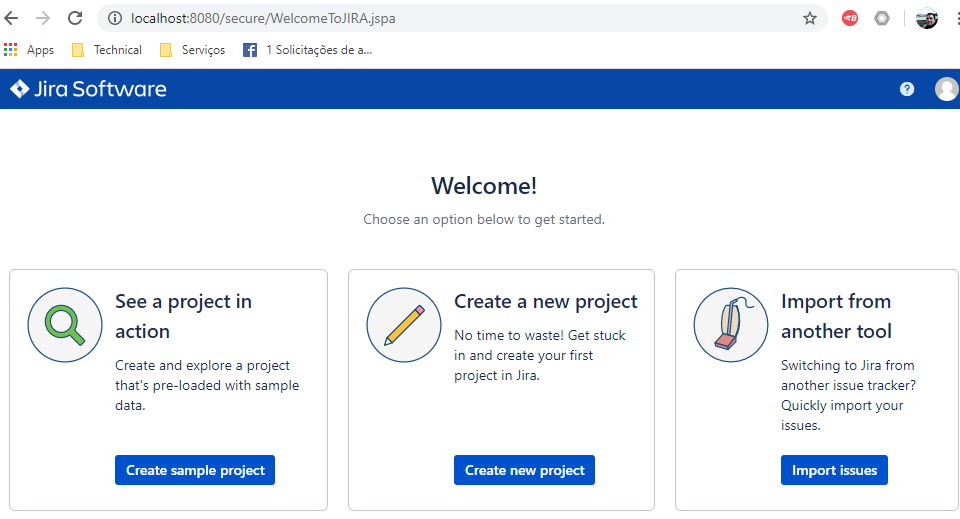 localhost:8080/secure/WelcomeToJIRA.jspa
Apps Technical Serviços 1 Solicitações de a...
Jira Software
?
Welcome!
Choose an option below to get started.
See a project in
action
Create and explore a project
that's pre-loaded with sample
data.
Create sample project
Create a new project
No time to waste! Get stuck
in and create your first
project in Jira.
Create new project
Import from
another tool
Switching to Jira from
another issue tracker?
Quickly import your
issues.
Import issues